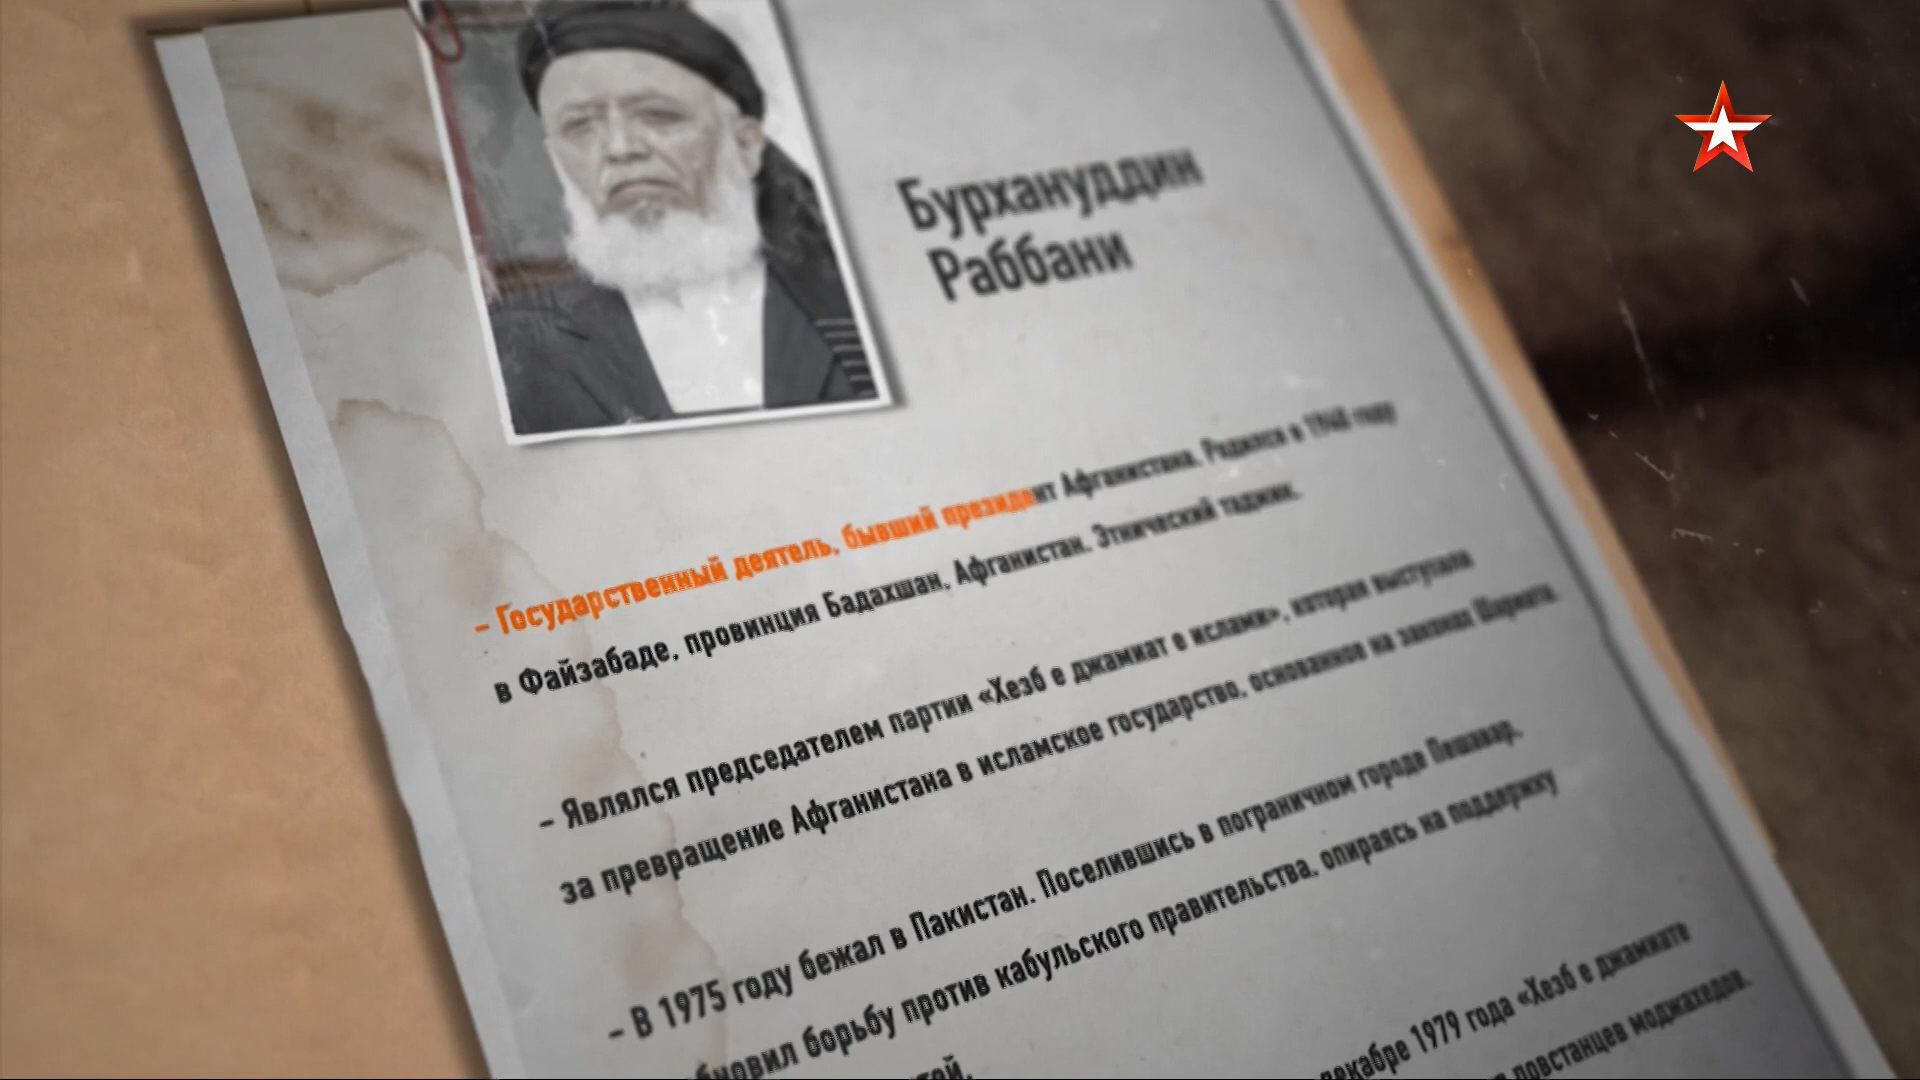 Бурхануддин
Раббани
– Государственный деятель, бывший президент Афганистана. Родился в 1940 году
в Файзабаде, провинция Бадахшан, Афганистан. Этнический таджик.
– Являлся председателем партии «Хезб е джамиат е ислами», которая выступала
за превращение Афганистана в исламское государство, основанное на законах Шариата.
– В 1975 году бежал в Пакистан. Поселившись в пограничном городе Пешавар,
борьбу против кабульского правительства, опираясь на поддержку
декабре 1979 года «Хезб е джамиате
повстанцев моджахедов.